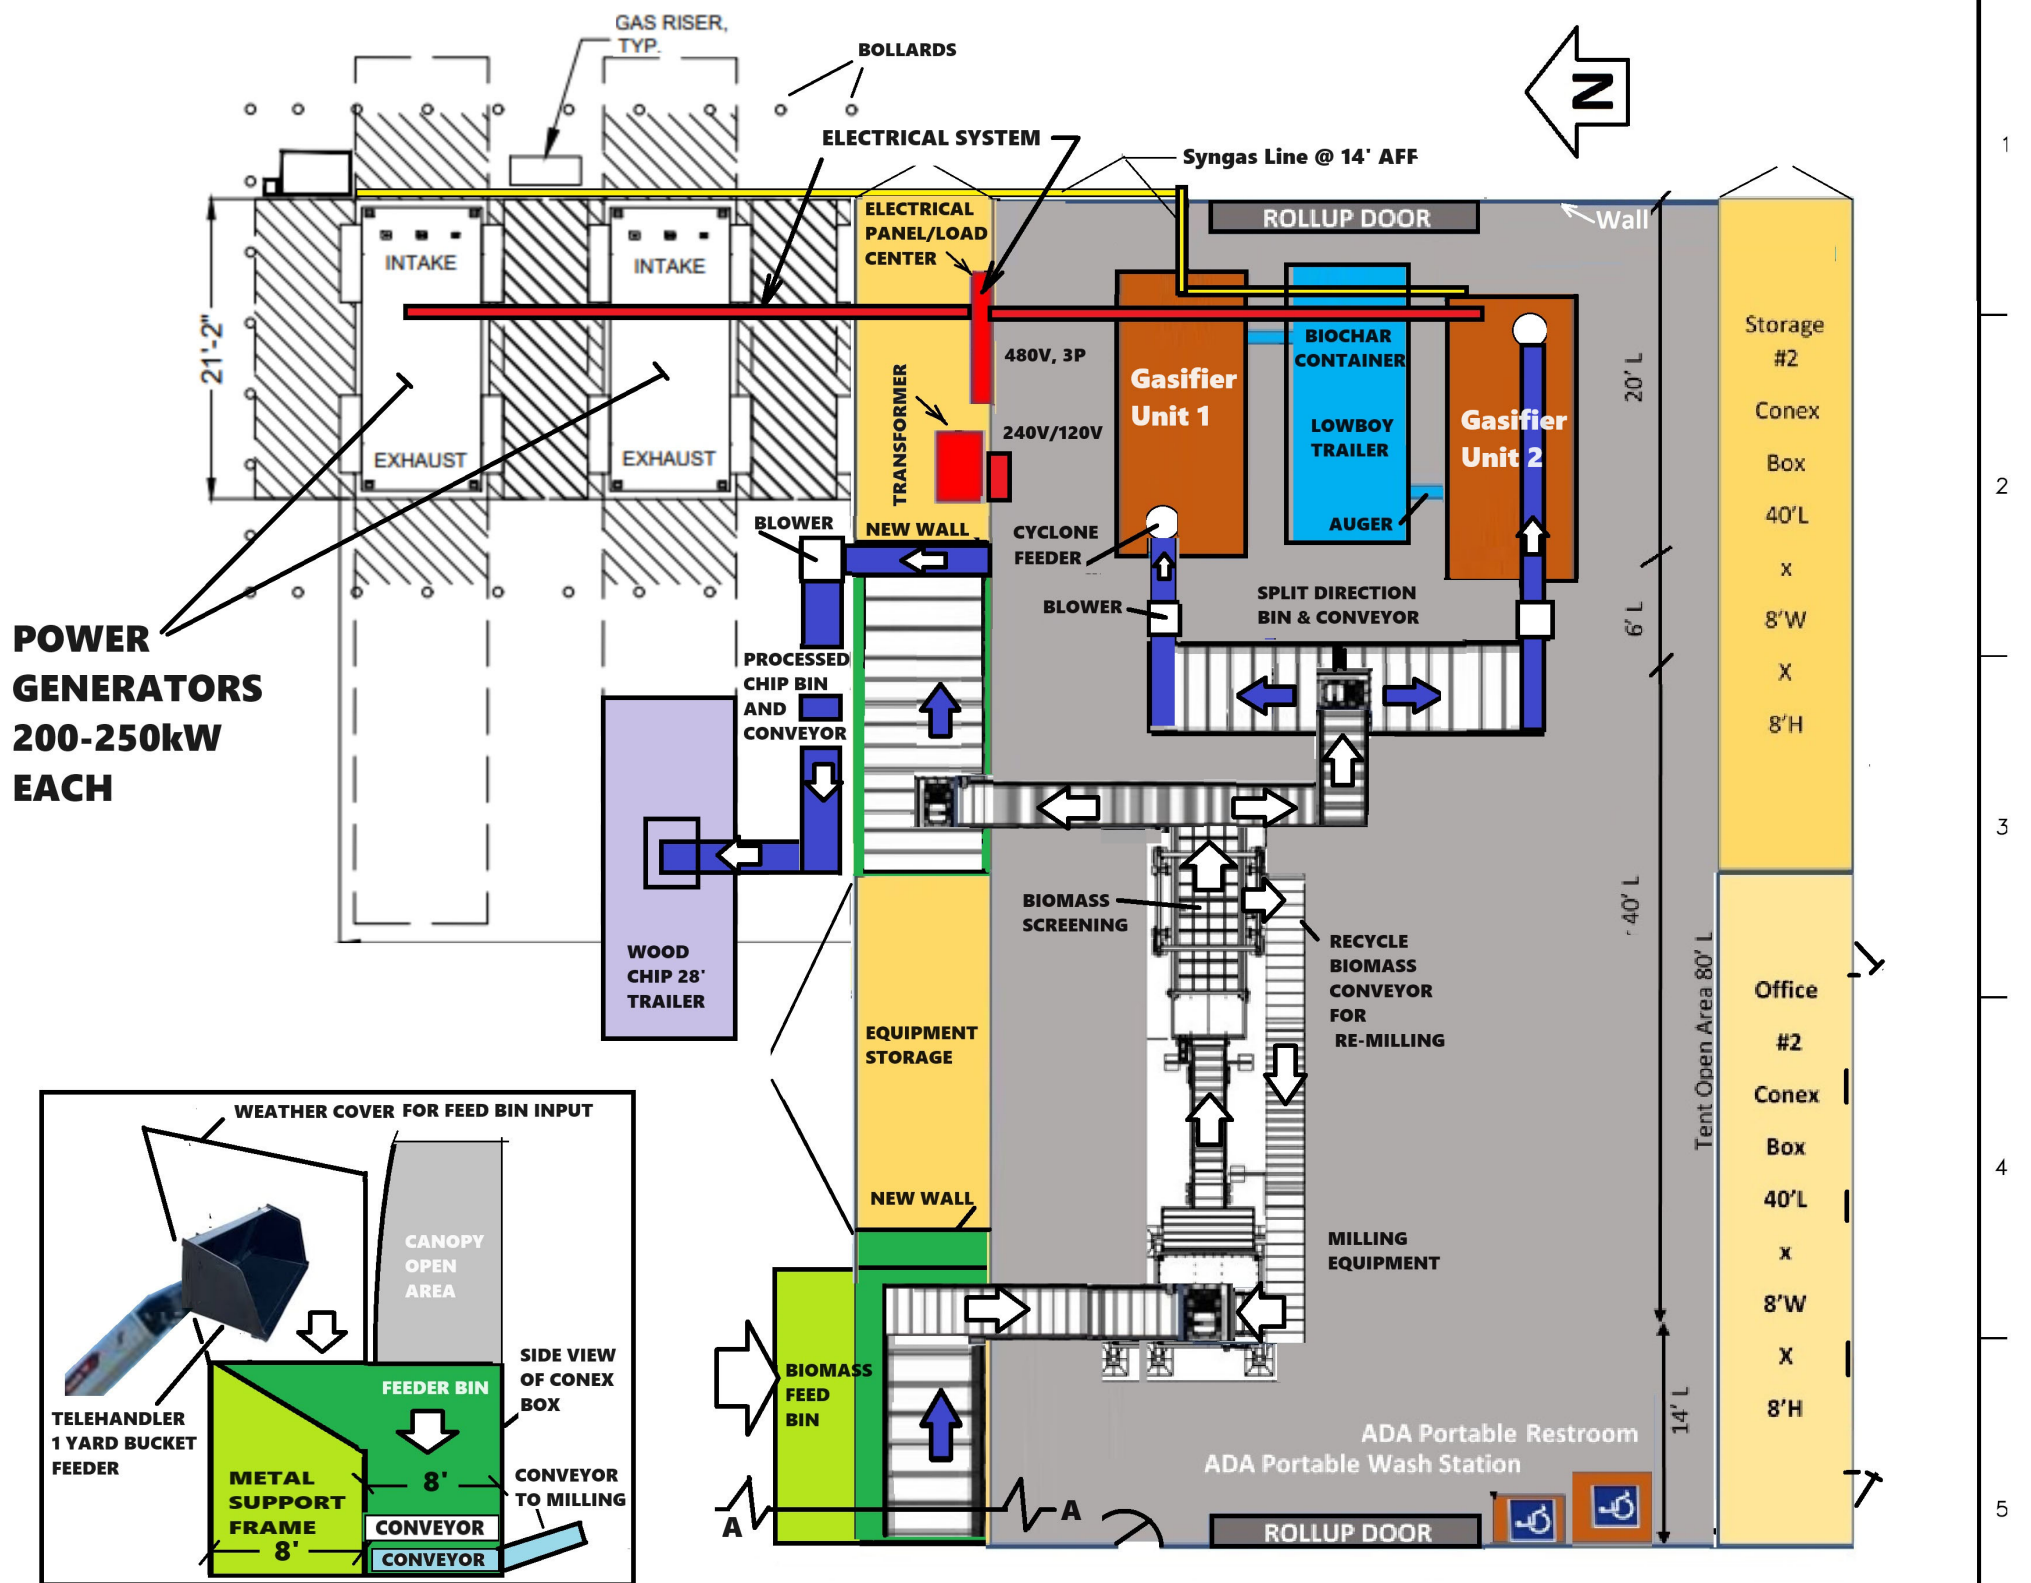 GAS RISER,
TYP.
BOLLARDS
N
1
ELECTRICAL SYSTEM
Syngas Line @ 14' AFF
ELECTRICAL
PANEL/LOAD
CENTER
ROLLUP DOOR
Wall
INTAKE
INTAKE
21'-2"
EXHAUST
EXHAUST
480V, 3P
TRANSFORMER
240V/120V
Gasifier
Unit 1
BIOCHAR
CONTAINER
LOWBOY
TRAILER
Gasifier
Unit 2
AUGER
20' L
Storage
#2
Conex
Box
40'L
x
8'W
X
8'H
2
BLOWER
NEW WALL
CYCLONE
FEEDER
BLOWER
SPLIT DIRECTION
BIN & CONVEYOR
6' L
POWER
GENERATORS
200-250kW
EACH
PROCESSED
CHIP BIN
AND
CONVEYOR
3
WOOD
CHIP 28'
TRAILER
BIOMASS
SCREENING
RECYCLE
BIOMASS
CONVEYOR
FOR
RE-MILLING
40' L
Tent Open Area 80' L
EQUIPMENT
STORAGE
Office
#2
Conex
Box
40'L
x
8'W
X
8'H
4
NEW WALL
MILLING
EQUIPMENT
WEATHER COVER FOR FEED BIN INPUT
CANOPY
OPEN
AREA
SIDE VIEW
OF CONEX
BOX
FEEDER BIN
TELEHANDLER
1 YARD BUCKET
FEEDER
METAL
SUPPORT
FRAME
8'
8'
CONVEYOR
TO MILLING
CONVEYOR
CONVEYOR
BIOMASS
FEED
BIN
A
A
14' L
ADA Portable Restroom
ADA Portable Wash Station
ROLLUP DOOR
5